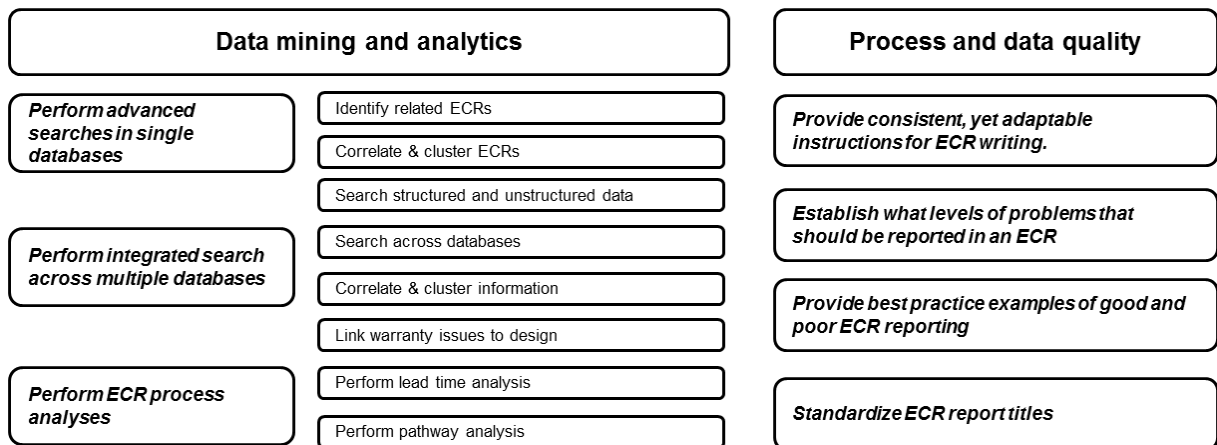 Data mining and analytics
Perform advanced
searches in single
databases
Identify related ECRs
Correlate & cluster ECRs
Search structured and unstructured data
Perform integrated search
across multiple databases
Search across databases
Correlate & cluster information
Link warranty issues to design
Perform ECR process
analyses
Perform lead time analysis
Perform pathway analysis
Process and data quality
Provide consistent, yet adaptable
instructions for ECR writing.
Establish what levels of problems that
should be reported in an ECR
Provide best practice examples of good and
poor ECR reporting
Standardize ECR report titles